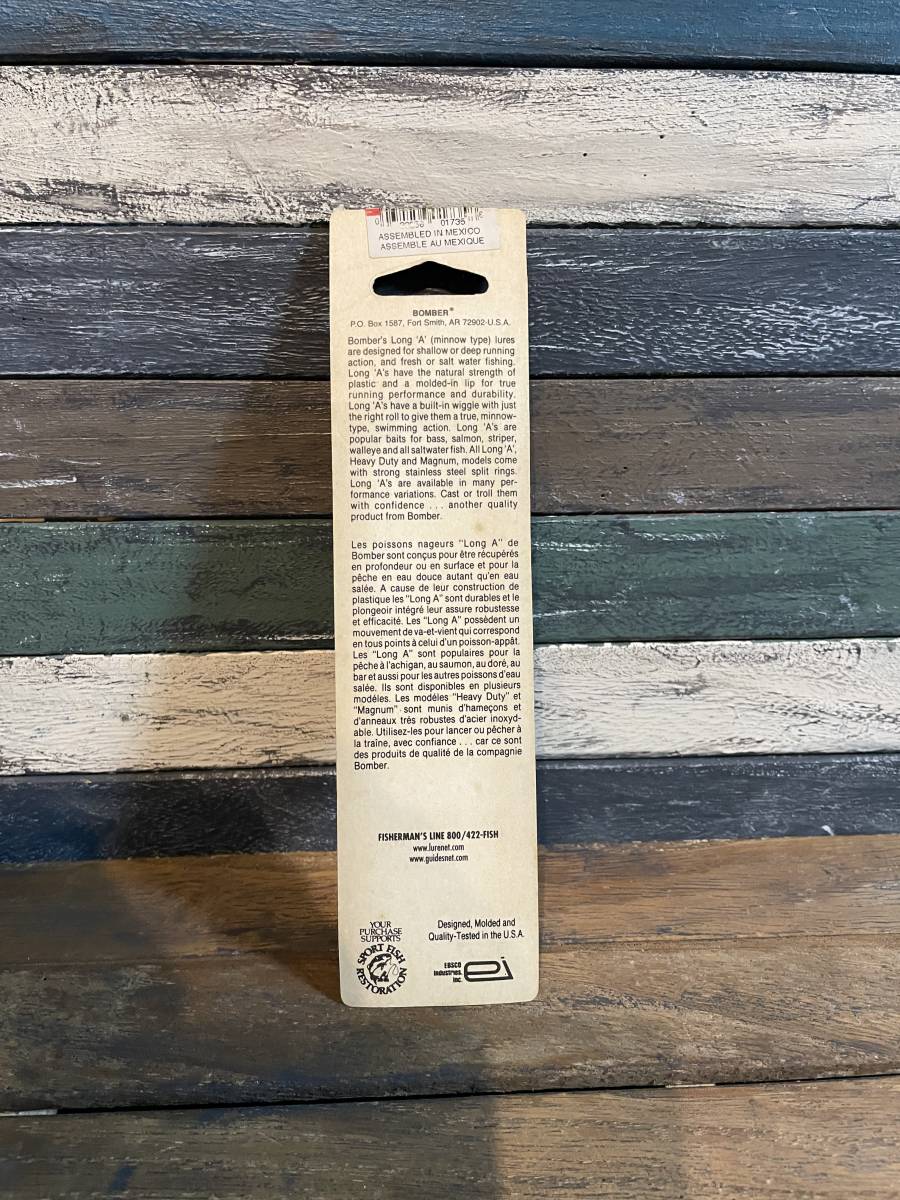 01735
ASSEMBLED IN MEXICO
ASSEMBLE AU MEXIQUE
BOMBER®
P.O. Box 1587, Fort Smith, AR 72902-U.S.A.
Bomber's Long 'A' (minnow type) lures
are designed for shallow or deep running
action, and fresh or salt water fishing.
Long 'A's have the natural strength of
plastic and a molded-in lip for true
running performance and durability.
Long 'A's have a built-in wiggle with just
the right roll to give them a true, minnow-
type, swimming action. Long 'A's are
popular baits for bass, salmon, striper,
walleye and all saltwater fish. All Long 'A',
Heavy Duty and Magnum, models come
with strong stainless steel split rings.
Long 'A's are available in many per-
formance variations. Cast or troll them
with confidence . . . another quality
product from Bomber.
Les poissons nageurs "Long A" de
Bomber sont conçus pour être récupérés
en profondeur ou en surface et pour la
pêche en eau douce autant qu'en eau
salée. A cause de leur construction de
plastique les "Long A" sont durables et le
plongeoir intégré leur assure robustesse
et efficacité. Les "Long A" possèdent un
mouvement de va-et-vient qui correspond
en tous points à celui d'un poisson-appât.
Les "Long A" sont populaires pour la
pêche à l'achigan, au saumon, au doré, au
bar et aussi pour les autres poissons d'eau
salée. Ils sont disponibles en plusieurs
modèles. Les modèles "Heavy Duty" et
"Magnum" sont munis d'hameçons et
d'anneaux très robustes d'acier inoxyd-
able. Utilisez-les pour lancer ou pêcher à
la traîne, avec confiance . . . car ce sont
des produits de qualité de la compagnie
Bomber.
FISHERMAN'S LINE 800/422-FISH
www.lurenet.com
www.guidesnet.com
YOUR
PURCHASE
SUPPORTS
SPORT FISH
RESTORATION
Designed, Molded and
Quality-Tested in the U.S.A.
EBSCO
Industries,
Inc.
ei